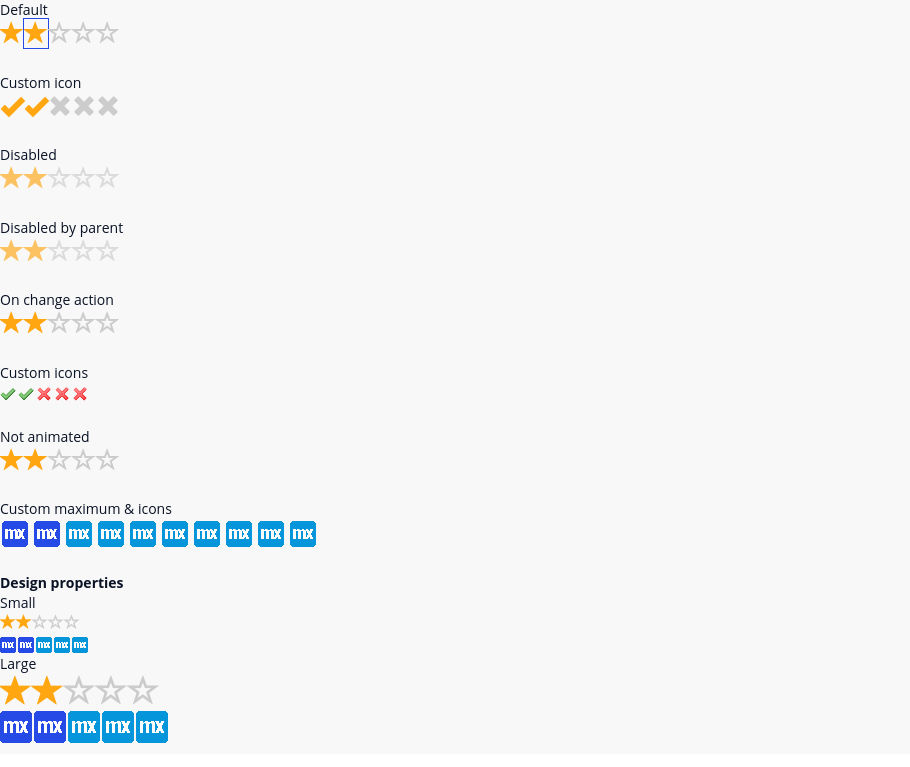 Default
Custom icon
Disabled
Disabled by parent
On change action
Custom icons
Not animated
Custom maximum & icons
mx mx mx mx mx mx mx mx mx mx
Design properties
Small
mx mx mx mx mx
Large
mx mx mx mx mx